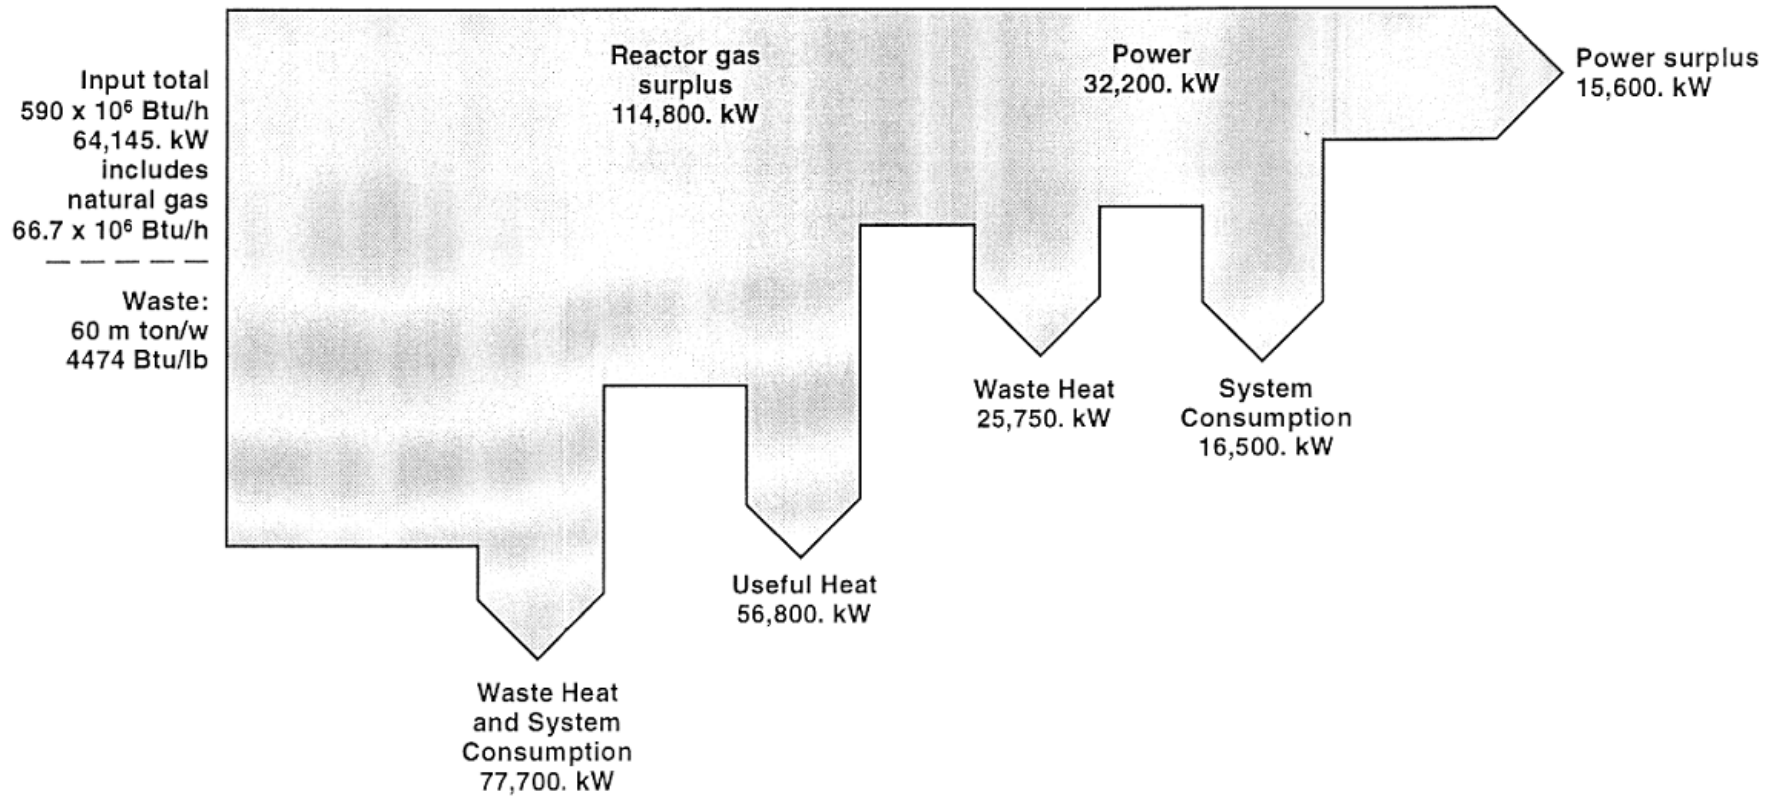 Input total
590 x 10⁶ Btu/h
64,145. kW
includes
natural gas
66.7 x 10⁶ Btu/h
Waste:
60 m ton/w
4474 Btu/lb
Reactor gas
surplus
114,800. kW
Power
32,200. kW
Power surplus
15,600. kW
Waste Heat
25,750. kW
System
Consumption
16,500. kW
Useful Heat
56,800. kW
Waste Heat
and System
Consumption
77,700. kW